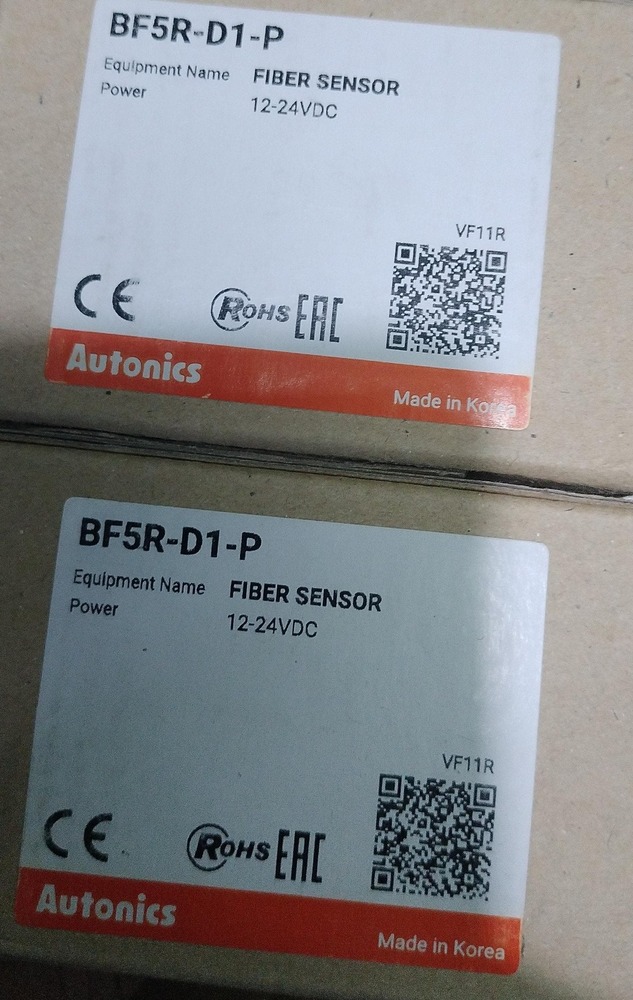 BF5R-D1-P
Equipment Name FIBER SENSOR
Power 12-24VDC
VF11R
CE RoHS EAC
Autonics
Made in Korea
BF5R-D1-P
Equipment Name FIBER SENSOR
Power 12-24VDC
VF11R
CE RoHS EAC
Autonics
Made in Korea